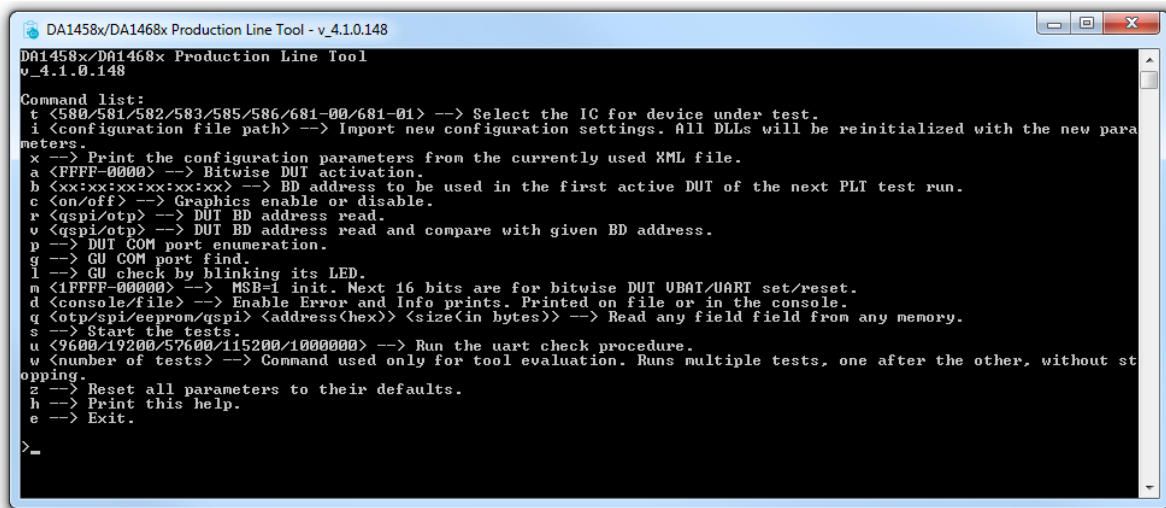 DA1458x/DA1468x Production Line Tool - v_4.1.0.148
DA1458x/DA1468x Production Line Tool
v_4.1.0.148
Command list:
t <580/581/582/583/585/586/681-00/681-01> --> Select the IC for device under test.
i <configuration file path> --> Import new configuration settings. All DLLs will be reinitialized with the new para
meters.
x --> Print the configuration parameters from the currently used XML file.
a <FFFF-0000> --> Bitwise DUT activation.
b <xx:xx:xx:xx:xx:xx> --> BD address to be used in the first active DUT of the next PLT test run.
c <on/off> --> Graphics enable or disable.
r <qspi/otp> --> DUT BD address read.
v <qspi/otp> --> DUT BD address read and compare with given BD address.
p --> DUT COM port enumeration.
g --> GU COM port find.
l --> GU check by blinking its LED.
m <1FFFF-00000> -->  MSB=1 init. Next 16 bits are for bitwise DUT VBAT/UART set/reset.
d <console/file> --> Enable Error and Info prints. Printed on file or in the console.
q <otp/spi/eeprom/qspi> <address(hex)> <size(in bytes)> --> Read any field field from any memory.
s --> Start the tests.
u <9600/19200/57600/115200/1000000> --> Run the uart check procedure.
w <number of tests> --> Command used only for tool evaluation. Runs multiple tests, one after the other, without st
opping.
z --> Reset all parameters to their defaults.
h --> Print this help.
e --> Exit.
>_